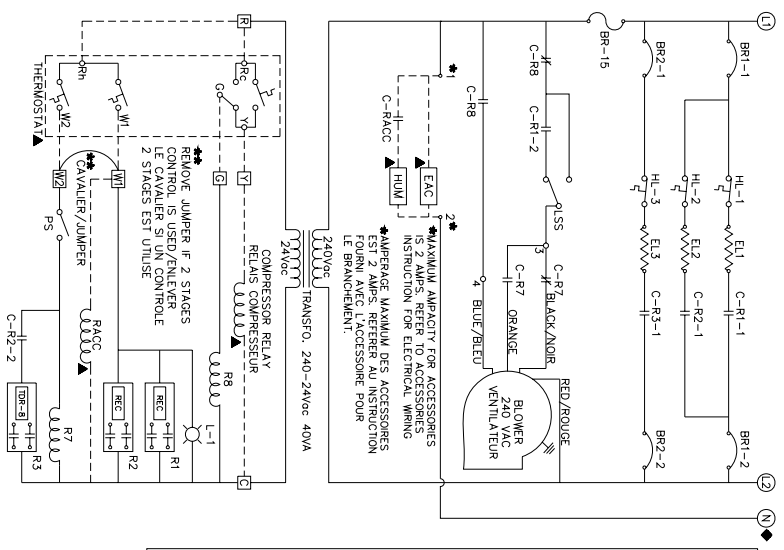 L1
L2
N
BR1-1
HL-1
EL1
C-R1-1
BR1-2
HL-2
EL2
C-R2-1
BR2-1
HL-3
EL3
C-R3-1
BR2-2
BR-15
C-R8
C-R1-2
LSS
3
C-R7
BLACK/NOIR
RED/ROUGE
C-R7
ORANGE
BLOWER
240 VAC
VENTILATEUR
C-R8
4
BLUE/BLEU
*1
EAC
2*
C-RACC
HUM
*MAXIMUM AMPACITY FOR ACCESSORIES
IS 2 AMPS. REFER TO ACCESSORIES
INSTRUCTION FOR ELECTRICAL WIRING
*AMPERAGE MAXIMUM DES ACCESSOIRES
EST 2 AMPS. REFERER AU INSTRUCTION
FOURNI AVEC L'ACCESSOIRE POUR
LE BRANCHEMENT.
240Vac
24Vac
TRANSFO. 240-24Vac 40VA
R
Rc
Y
Y
COMPRESSOR RELAY
RELAIS COMPRESSEUR
C
G
G
R8
L-1
REC
R1
REC
R2
Rh
W1
W1
W2
W2
THERMOSTAT
**
REMOVE JUMPER IF 2 STAGES
CONTROL IS USED/ENLEVER
LE CAVALIER SI UN CONTROLE
2 STAGES EST UTILISE
**
CAVALIER/JUMPER
RACC
PS
R7
C-R2-2
TDR-8
R3